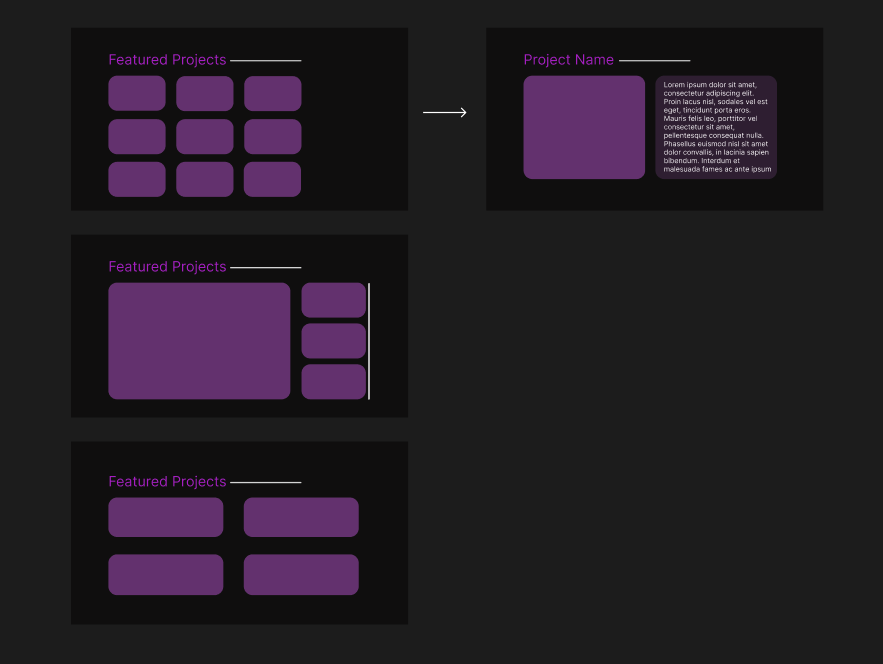 Featured Projects
Project Name
Lorem ipsum dolor sit amet,
consectetur adipiscing elit.
Proin lacus nisl, sodales vel est
eget, tincidunt porta eros.
Mauris felis leo, porttitor vel
consectetur sit amet,
pellentesque consequat nulla.
Phasellus euismod nisl sit amet
dolor convallis, in lacinia sapien
bibendum. Interdum et
malesuada fames ac ante ipsum
Featured Projects
Featured Projects